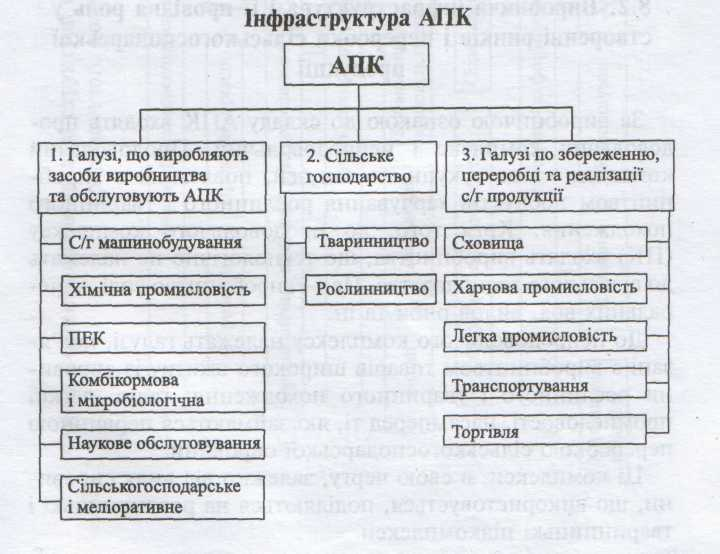 Інфраструктура АПК
АПК
1. Галузі, що виробляють
засоби виробництва
та обслуговують АПК
С/г машинобудування
Хімічна промисловість
ПЕК
Комбікормова
і мікробіологічна
Наукове обслуговування
Сільськогосподарське
і меліоративне
2. Сільське
господарство
Тваринництво
Рослинництво
3. Галузі по збереженню,
переробці та реалізації
с/г продукції
Сховища
Харчова промисловість
Легка промисловість
Транспортування
Торгівля